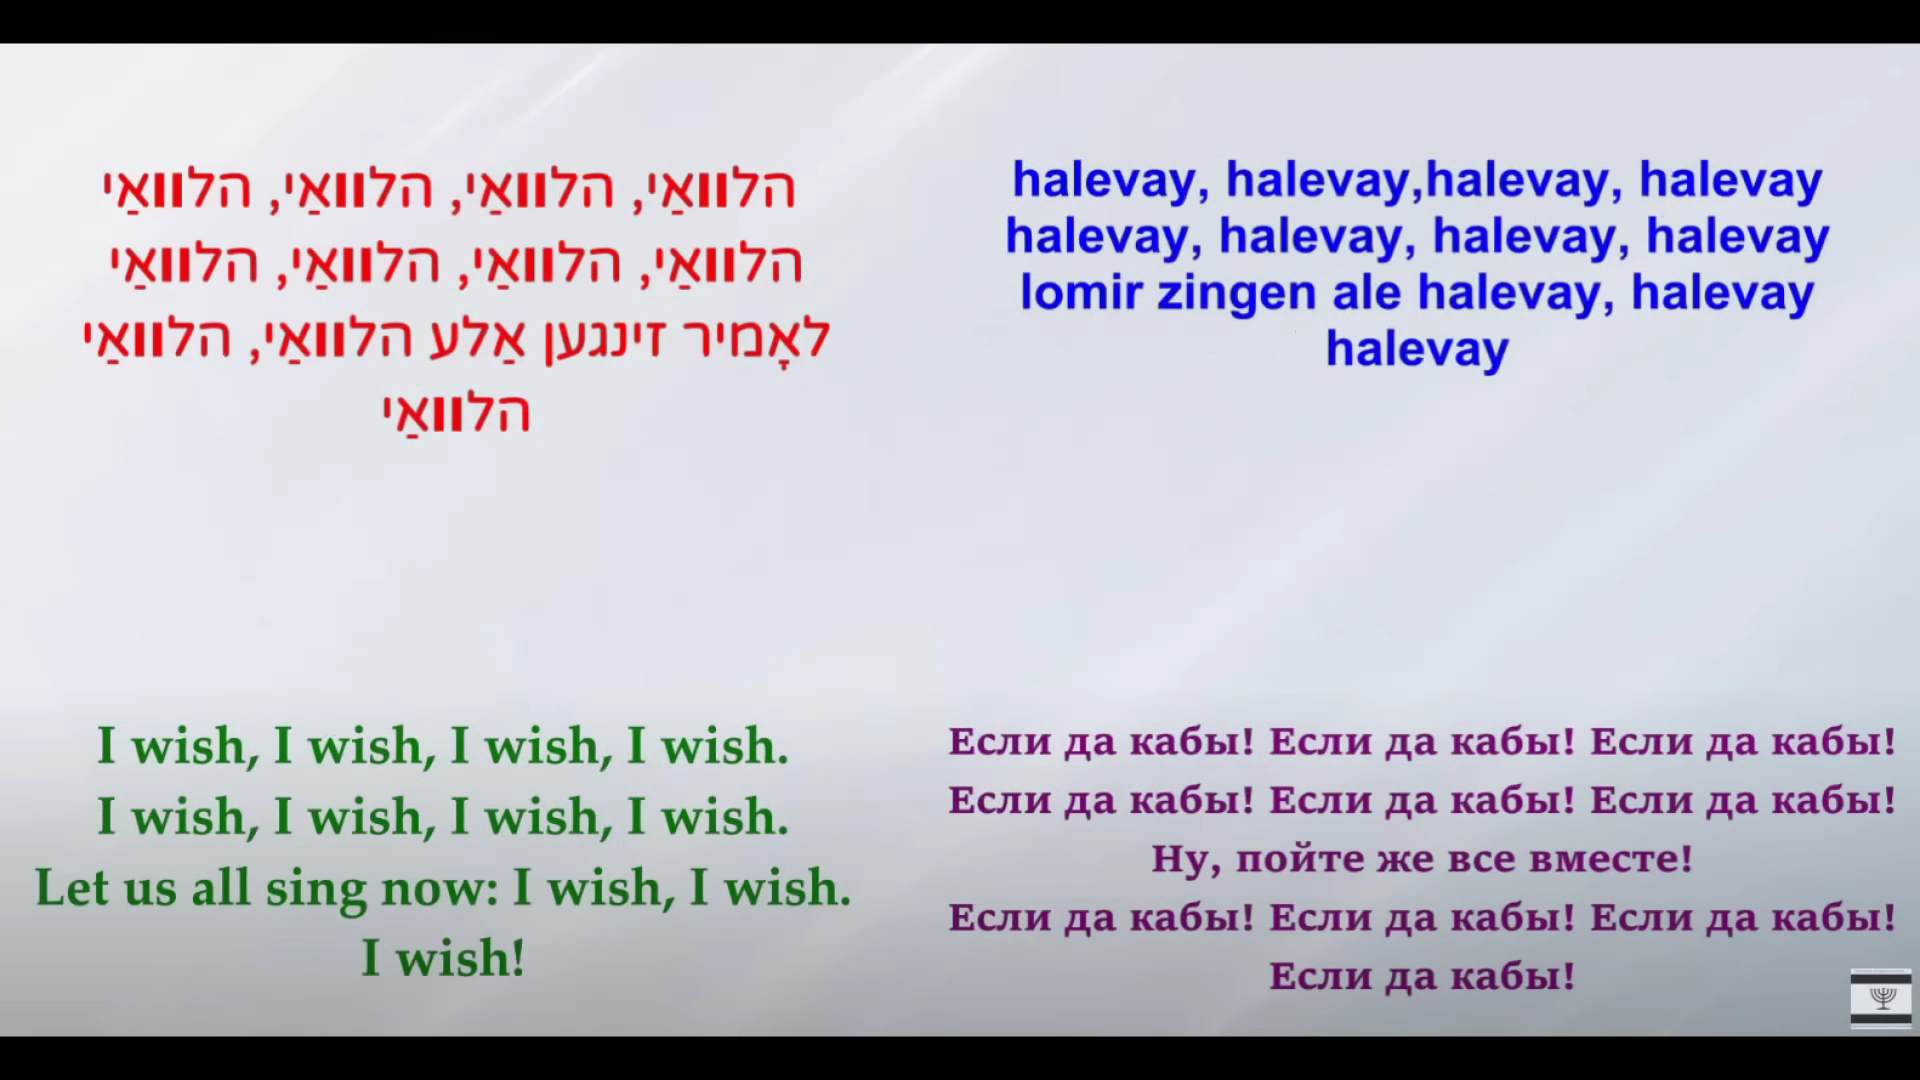 הלוואַי, הלוואַי, הלוואַי, הלוואַי
הלוואַי, הלוואַי, הלוואַי, הלוואַי
לאָמיר זינגען אַלע הלוואַי, הלוואַי
הלוואַי
halevay, halevay,halevay, halevay
halevay, halevay, halevay, halevay
lomir zingen ale halevay, halevay
halevay
I wish, I wish, I wish, I wish.
I wish, I wish, I wish, I wish.
Let us all sing now: I wish, I wish.
I wish!
Если да кабы! Если да кабы! Если да кабы!
Если да кабы! Если да кабы! Если да кабы!
Ну, пойте же все вместе!
Если да кабы! Если да кабы! Если да кабы!
Если да кабы!